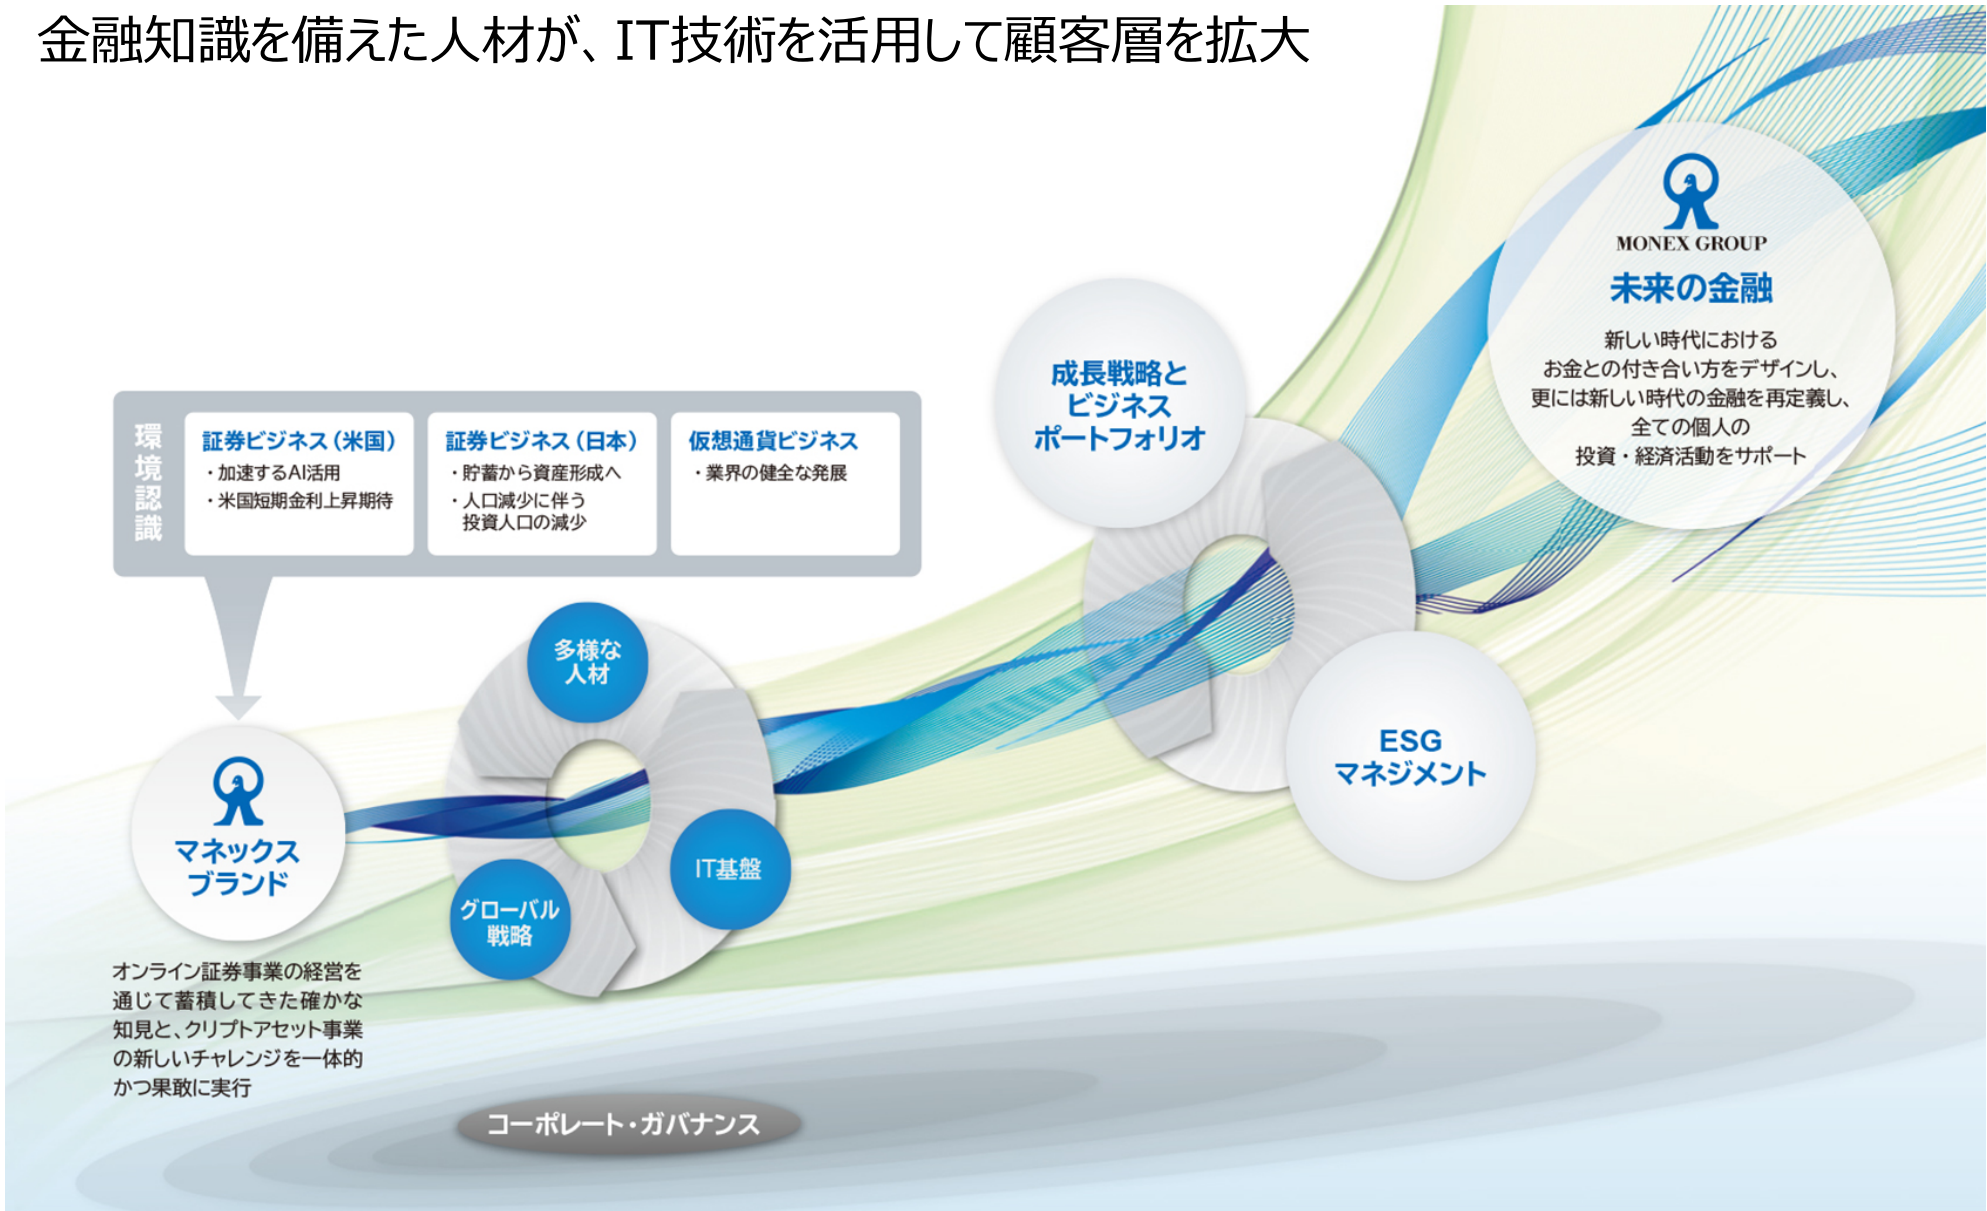 金融知識を備えた人材が、IT技術を活用して顧客層を拡大
MONEX GROUP
未来の金融
新しい時代における
お金との付き合い方をデザインし、
更には新しい時代の金融を再定義し、
全ての個人の
投資・経済活動をサポート
成長戦略と
ビジネス
ポートフォリオ
環境認識
証券ビジネス（米国）
・加速するAI活用
・米国短期金利上昇期待
証券ビジネス（日本）
・貯蓄から資産形成へ
・人口減少に伴う
投資人口の減少
仮想通貨ビジネス
・業界の健全な発展
多様な
人材
ESG
マネジメント
マネックス
ブランド
IT基盤
グローバル
戦略
オンライン証券事業の経営を
通じて蓄積してきた確かな
知見と、クリプトアセット事業
の新しいチャレンジを一体的
かつ果敢に実行
コーポレート・ガバナンス